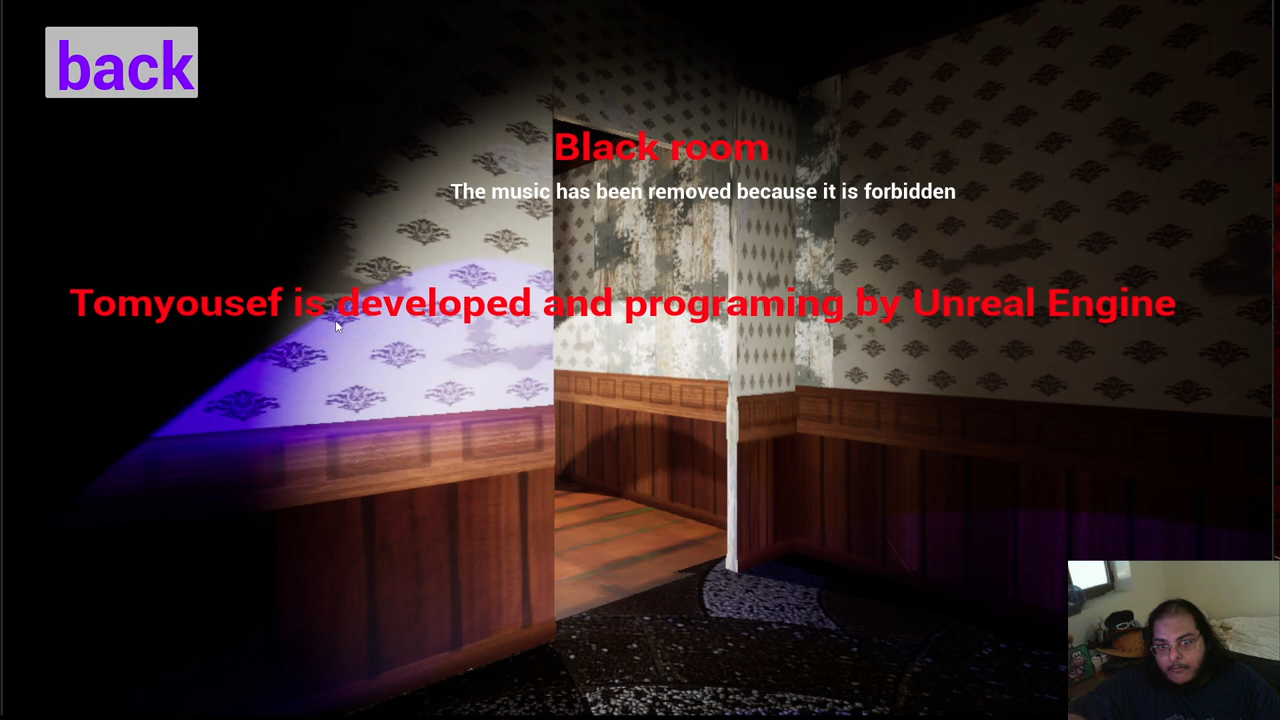 back
Black room
The music has been removed because it is forbidden
Tomyousef is developed and programing by Unreal Engine